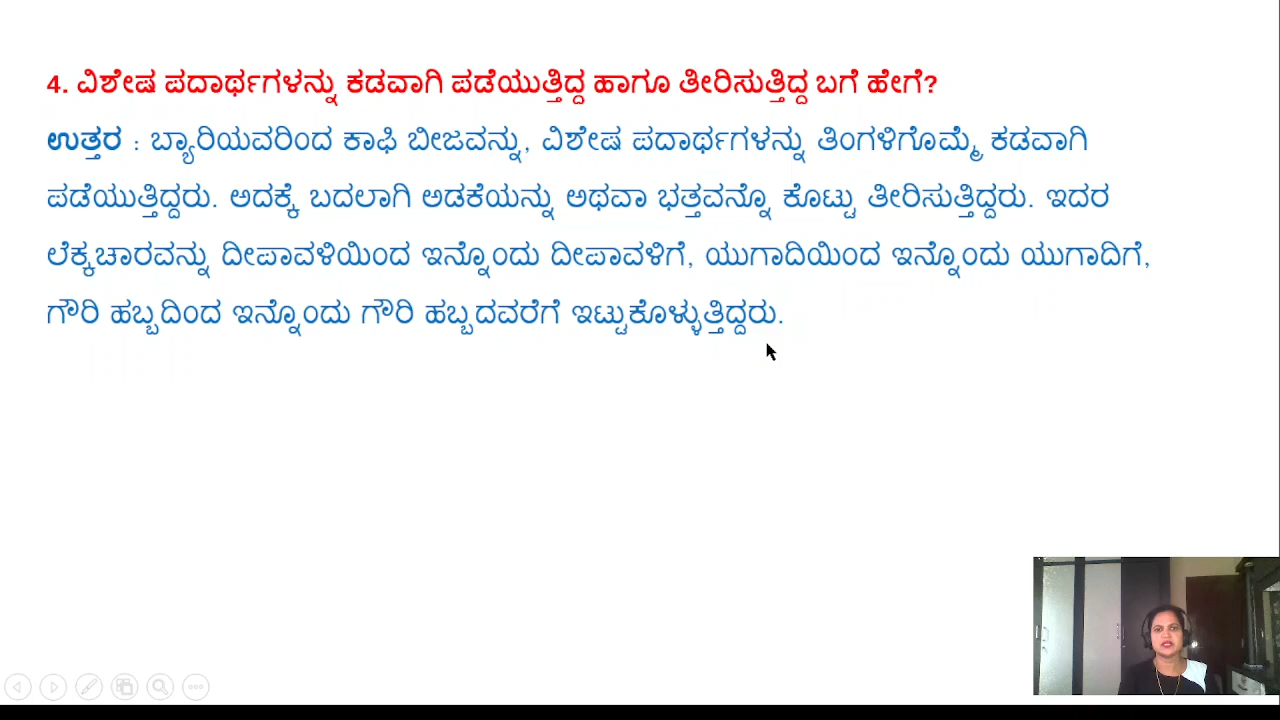 4. ವಿಶೇಷ ಪದಾರ್ಥಗಳನ್ನು ಕಡವಾಗಿ ಪಡೆಯುತ್ತಿದ್ದ ಹಾಗೂ ತೀರಿಸುತ್ತಿದ್ದ ಬಗೆ ಹೇಗೆ?
ಉತ್ತರ : ಬ್ಯಾರಿಯವರಿಂದ ಕಾಫಿ ಬೀಜವನ್ನು, ವಿಶೇಷ ಪದಾರ್ಥಗಳನ್ನು ತಿಂಗಳಿಗೊಮ್ಮೆ ಕಡವಾಗಿ
ಪಡೆಯುತ್ತಿದ್ದರು. ಅದಕ್ಕೆ ಬದಲಾಗಿ ಅಡಕೆಯನ್ನು ಅಥವಾ ಭತ್ತವನ್ನೊ ಕೊಟ್ಟು ತೀರಿಸುತ್ತಿದ್ದರು. ಇದರ
ಲೆಕ್ಕಚಾರವನ್ನು ದೀಪಾವಳಿಯಿಂದ ಇನ್ನೊಂದು ದೀಪಾವಳಿಗೆ, ಯುಗಾದಿಯಿಂದ ಇನ್ನೊಂದು ಯುಗಾದಿಗೆ,
ಗೌರಿ ಹಬ್ಬದಿಂದ ಇನ್ನೊಂದು ಗೌರಿ ಹಬ್ಬದವರೆಗೆ ಇಟ್ಟುಕೊಳ್ಳುತ್ತಿದ್ದರು.